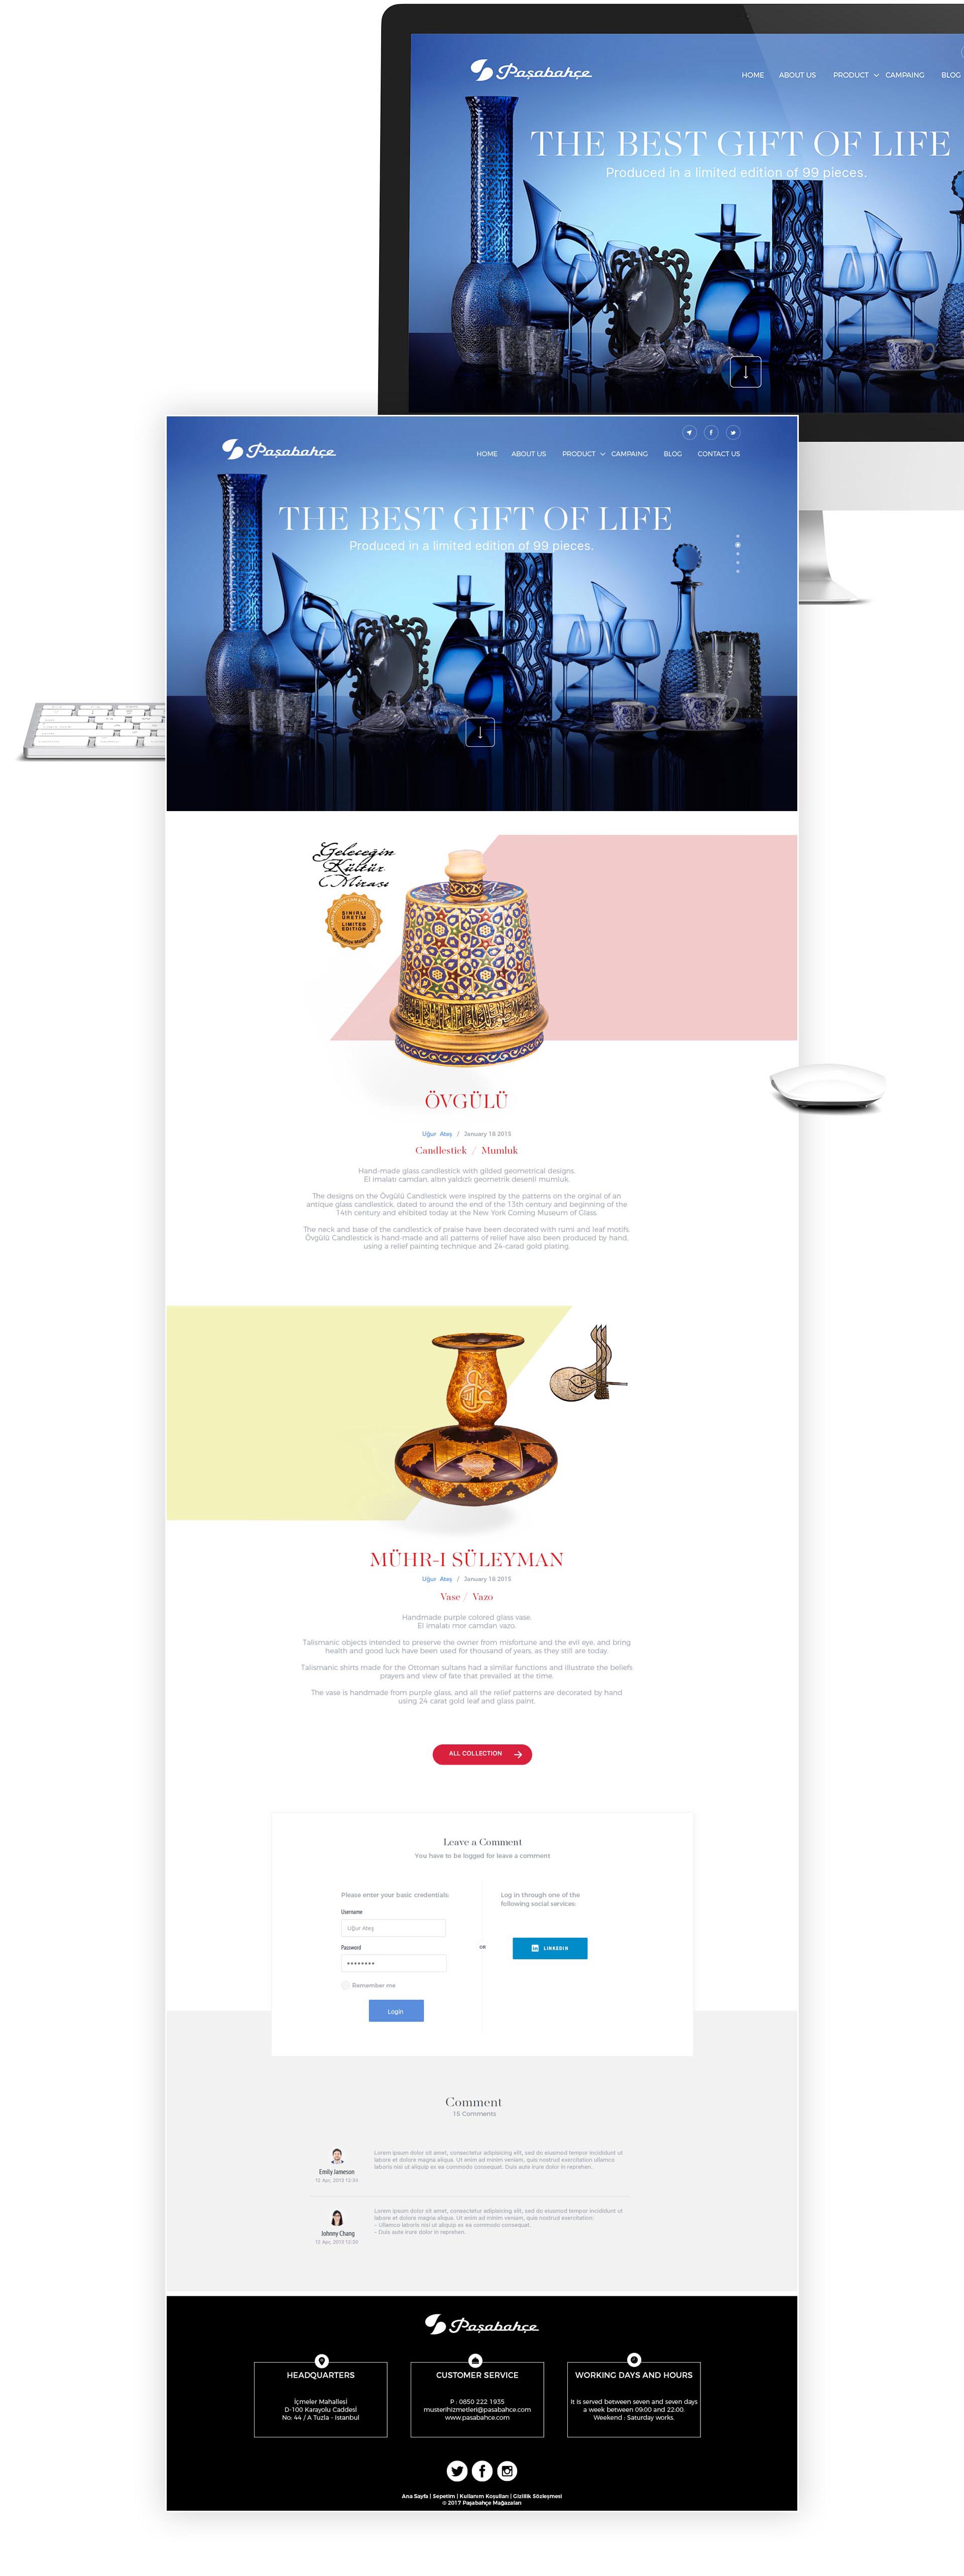 Paşabahçe
HOME ABOUT US PRODUCT CAMPAING BLOG
THE BEST GIFT OF LIFE
Produced in a limited edition of 99 pieces.
Paşabahçe
HOME ABOUT US PRODUCT CAMPAING BLOG CONTACT US
THE BEST GIFT OF LIFE
Produced in a limited edition of 99 pieces.
Geleceğin
Kültür
Mirası
SINIRLI
ÜRETİM
LIMITED
EDITION
Paşabahçe Mağazaları
ÖVGÜLÜ
Uğur Ateş / January 18 2015
Candlestick / Mumluk
Hand-made glass candlestick with gilded geometrical designs.
El imalatı camdan, altın yaldızlı geometrik desenli mumluk.
The designs on the Övgülü Candlestick were inspired by the patterns on the orginal of an
antique glass candlestick, dated to around the end of the 13th century and beginning of the
14th century and ehibited today at the New York Corning Museum of Glass.
The neck and base of the candlestick of praise have been decorated with rumi and leaf motifs.
Övgülü Candlestick is hand-made and all patterns of relief have also been produced by hand,
using a relief painting technique and 24-carad gold plating.
MÜHR-I SÜLEYMAN
Uğur Ateş / January 18 2015
Vase / Vazo
Handmade purple colored glass vase.
El imalatı mor camdan vazo.
Talismanic objects intended to preserve the owner from misfortune and the evil eye, and bring
health and good luck have been used for thousand of years, as they still are today.
Talismanic shirts made for the Ottoman sultans had a similar functions and illustrate the beliefs
prayers and view of fate that prevailed at the time.
The vase is handmade from purple glass, and all the relief patterns are decorated by hand
using 24 carat gold leaf and glass paint.
ALL COLLECTION
Leave a Comment
You have to be logged for leave a comment
Please enter your basic credentials:
Username
Uğur Ateş
Password
Remember me
Login
OR
Log in through one of the
following social services:
LINKEDIN
Comment
15 Comments
Emily Jameson
12 Apr, 2013 12:30
Lorem ipsum dolor sit amet, consectetur adipisicing elit, sed do eiusmod tempor incididunt ut
labore et dolore magna aliqua. Ut enim ad minim veniam, quis nostrud exercitation ullamco
laboris nisi ut aliquip ex ea commodo consequat. Duis aute irure dolor in reprehen.
Johnny Chang
12 Apr, 2013 12:30
Lorem ipsum dolor sit amet, consectetur adipisicing elit, sed do eiusmod tempor incididunt ut
labore et dolore magna aliqua. Ut enim ad minim veniam, quis nostrud exercitation:
- Ullamco laboris nisi ut aliquip ex ea commodo consequat.
- Duis aute irure dolor in reprehen.
Paşabahçe
HEADQUARTERS
İçmeler Mahallesi
D-100 Karayolu Caddesi
No: 44 / A Tuzla - Istanbul
CUSTOMER SERVICE
P : 0850 222 1935
musterihizmetleri@pasabahce.com
www.pasabahce.com
WORKING DAYS AND HOURS
It is served between seven and seven days
a week between 09:00 and 22:00.
Weekend : Saturday works.
Ana Sayfa | Sepetim | Kullanım Koşulları | Gizlilik Sözleşmesi
© 2017 Paşabahçe Mağazaları